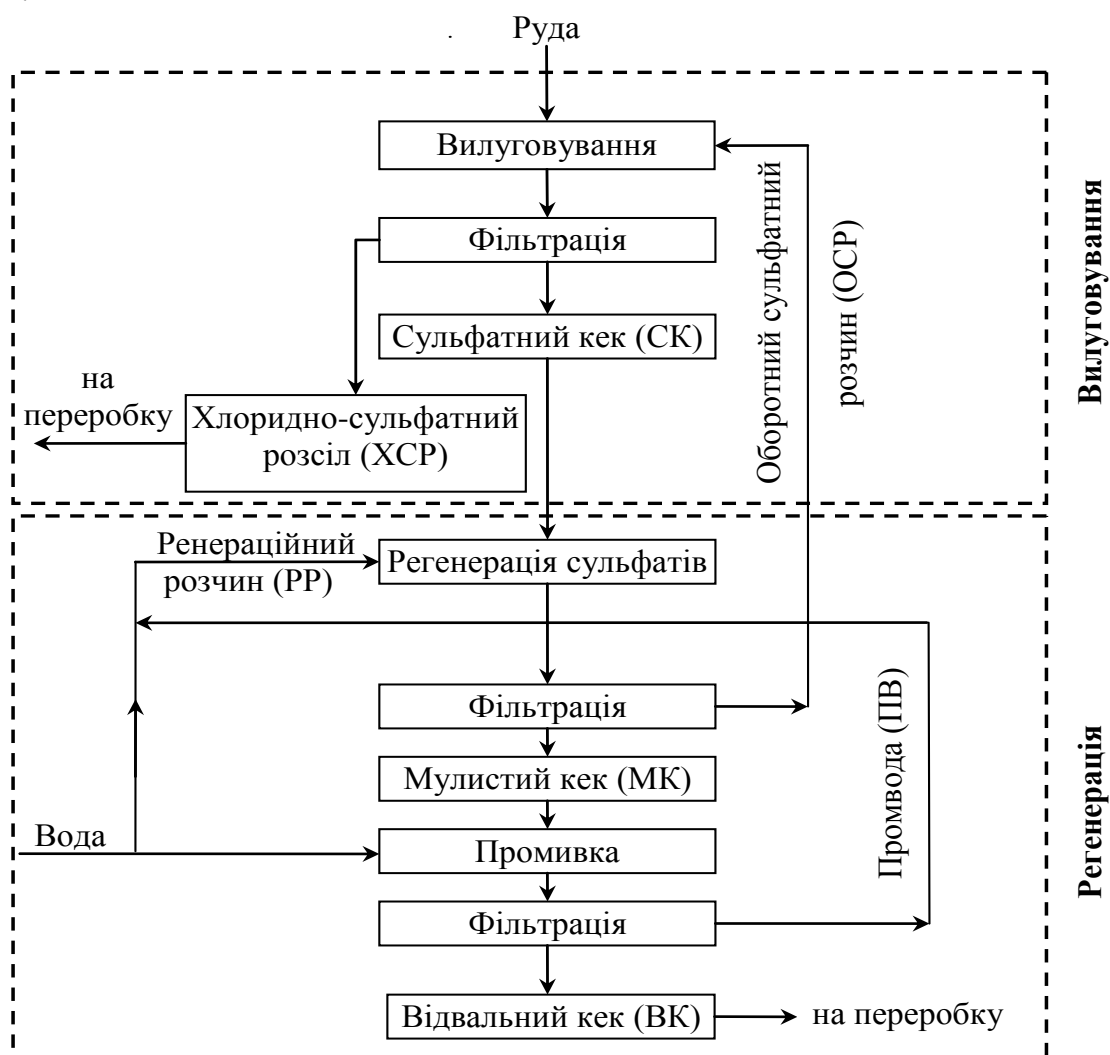 Руда
Вилуговування
Фільтрація
Сульфатний кек (СК)
на
переробку
Хлоридно-сульфатний
розсіл (ХСР)
Оборотний сульфатний
розчин (ОСР)
Вилуговування
Ренераційний
розчин (РР)
Регенерація сульфатів
Фільтрація
Мулистий кек (МК)
Вода
Промивка
Фільтрація
Промвода (ПВ)
Відвальний кек (ВК)
на переробку
Регенерація